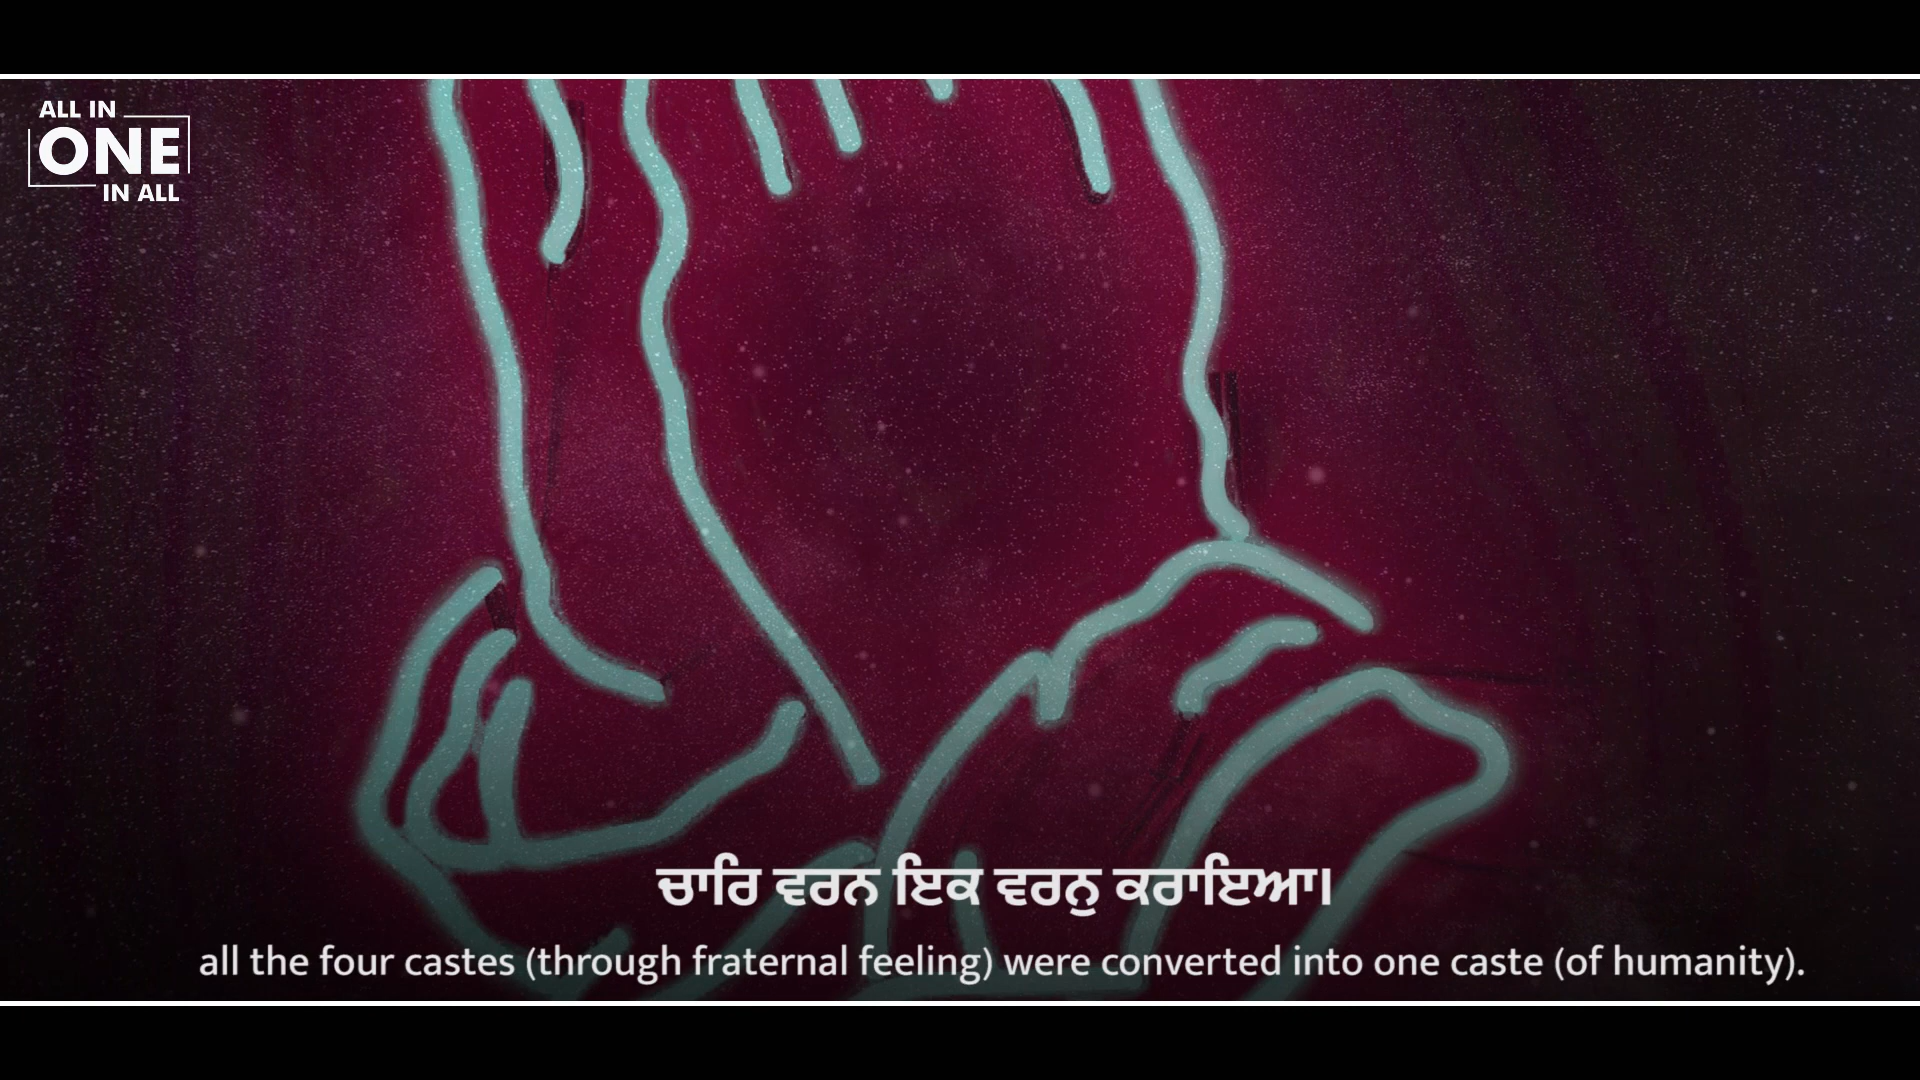 ALL IN
ONE
IN ALL
ਚਾਰਿ ਵਰਨ ਇਕ ਵਰਨੁ ਕਰਾਇਆ।
all the four castes (through fraternal feeling) were converted into one caste (of humanity).